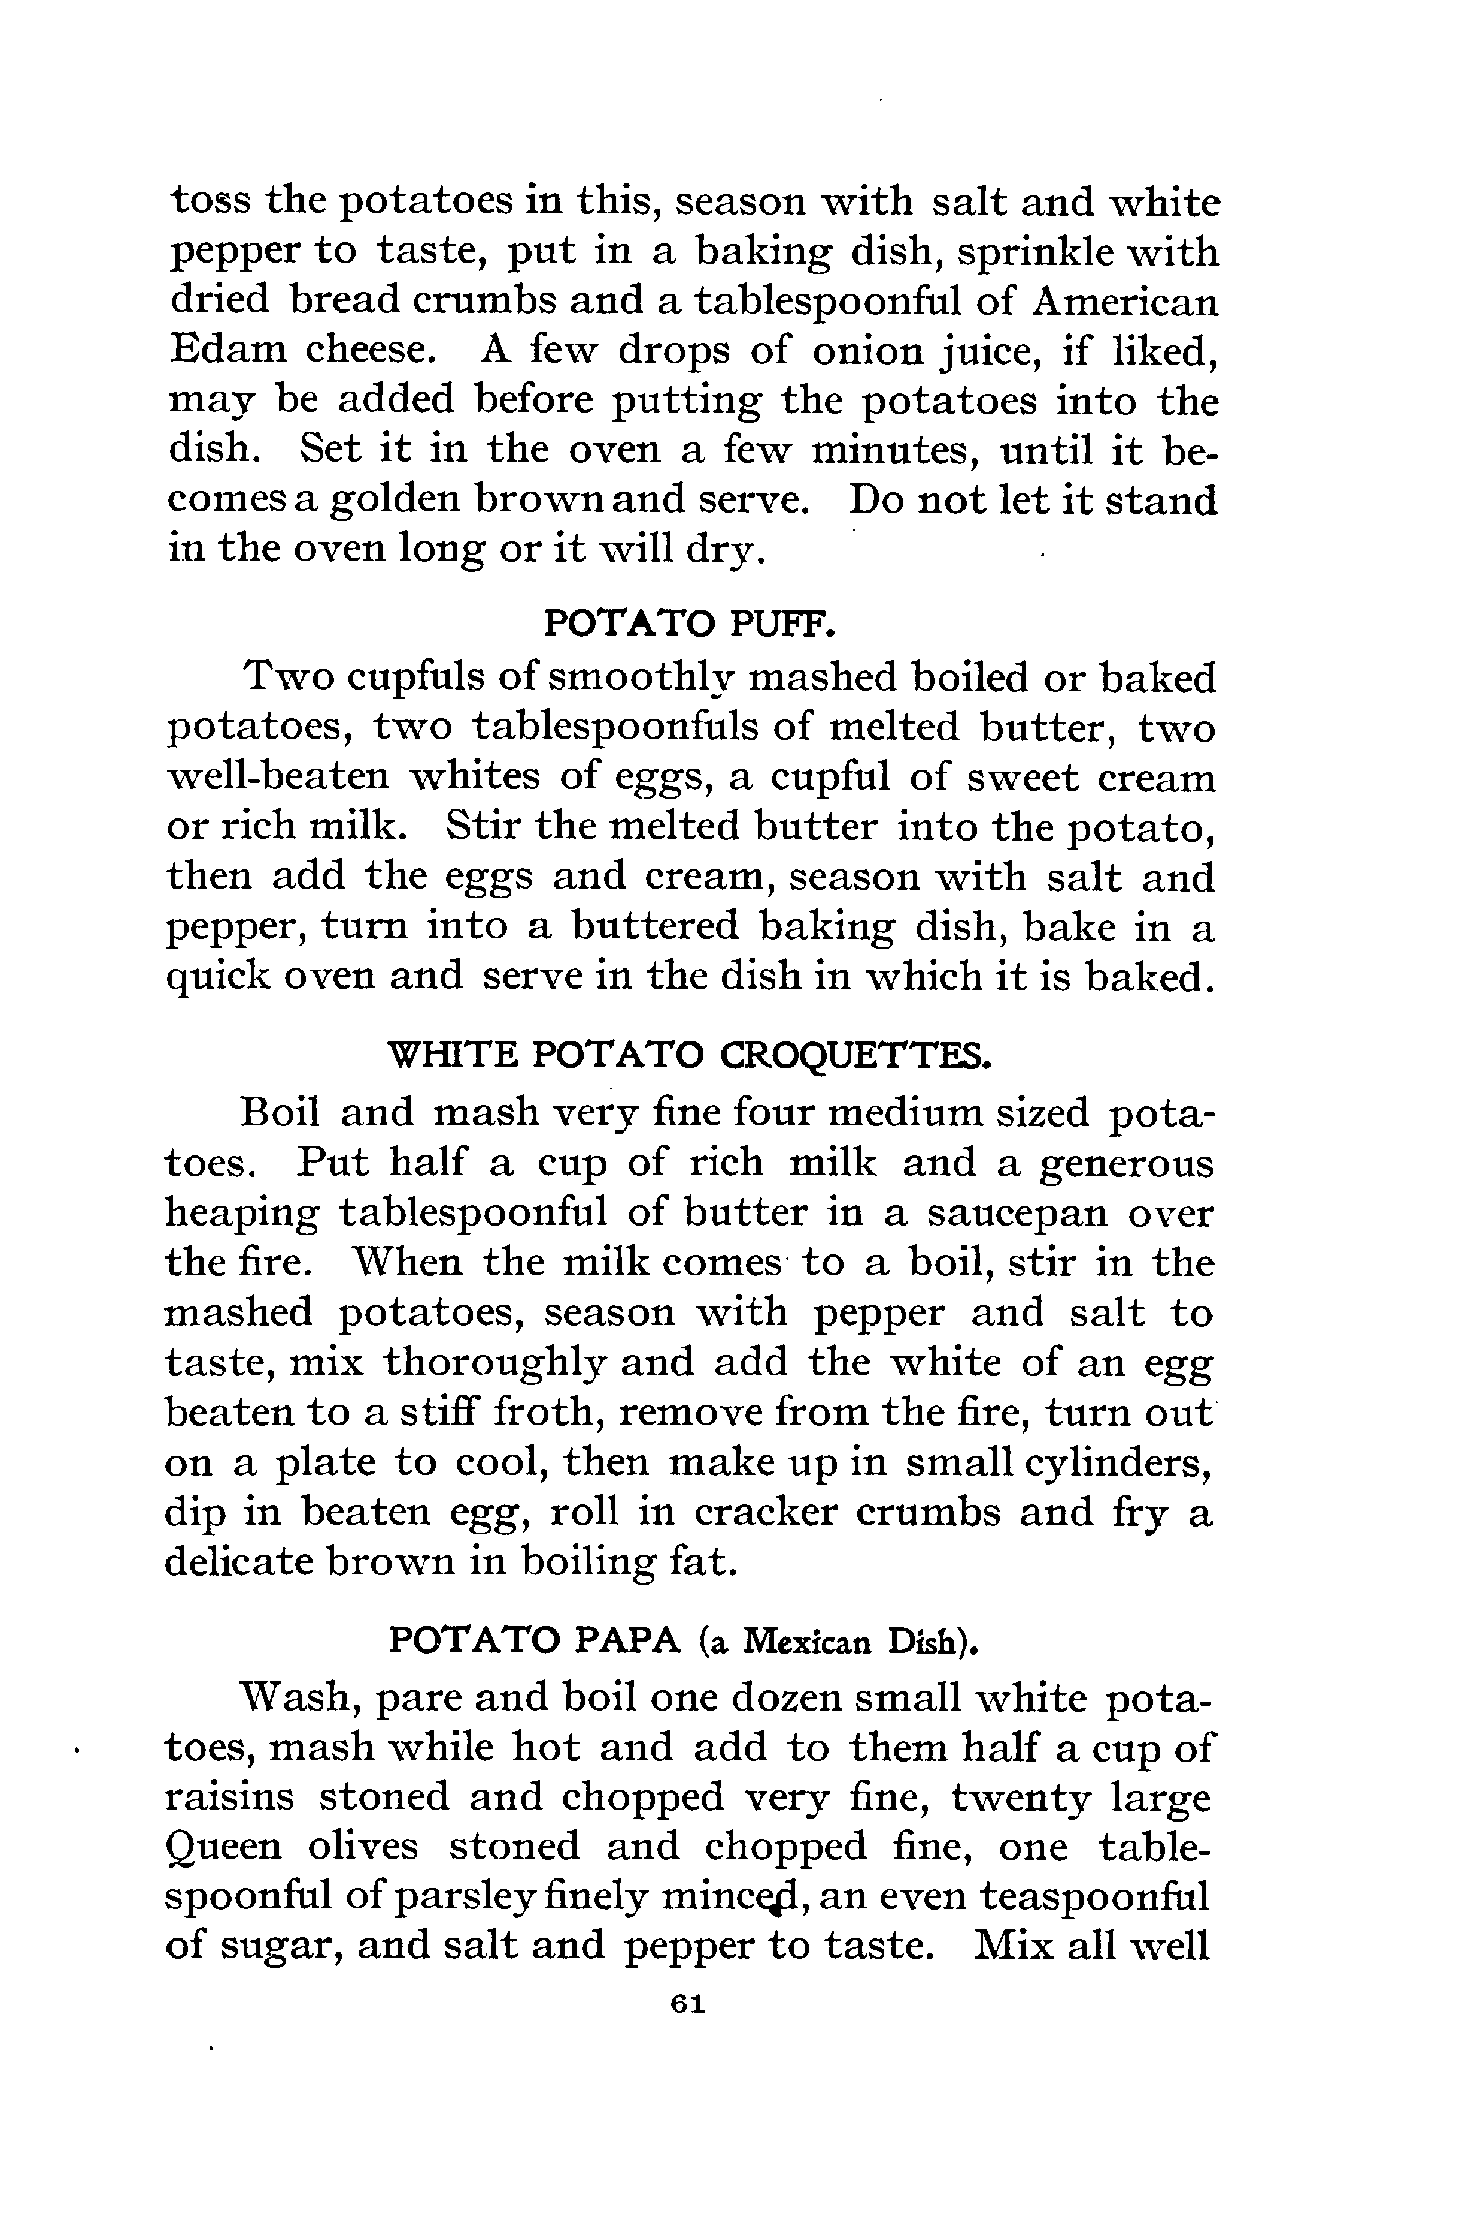 toss the potatoes in this, season with salt and white
pepper to taste, put in a baking dish, sprinkle with
dried bread crumbs and a tablespoonful of American
Edam cheese. A few drops of onion juice, if liked,
may be added before putting the potatoes into the
dish. Set it in the oven a few minutes, until it be-
comes a golden brown and serve. Do not let it stand
in the oven long or it will dry.
POTATO PUFF.
Two cupfuls of smoothly mashed boiled or baked
potatoes, two tablespoonfuls of melted butter, two
well-beaten whites of eggs, a cupful of sweet cream
or rich milk. Stir the melted butter into the potato,
then add the eggs and cream, season with salt and
pepper, turn into a buttered baking dish, bake in a
quick oven and serve in the dish in which it is baked.
WHITE POTATO CROQUETTES.
Boil and mash very fine four medium sized pota-
toes. Put half a cup of rich milk and a generous
heaping tablespoonful of butter in a saucepan over
the fire. When the milk comes to a boil, stir in the
mashed potatoes, season with pepper and salt to
taste, mix thoroughly and add the white of an egg
beaten to a stiff froth, remove from the fire, turn out
on a plate to cool, then make up in small cylinders,
dip in beaten egg, roll in cracker crumbs and fry a
delicate brown in boiling fat.
POTATO PAPA (a Mexican Dish).
Wash, pare and boil one dozen small white pota-
toes, mash while hot and add to them half a cup of
raisins stoned and chopped very fine, twenty large
Queen olives stoned and chopped fine, one table-
spoonful of parsley finely minced, an even teaspoonful
of sugar, and salt and pepper to taste. Mix all well
61